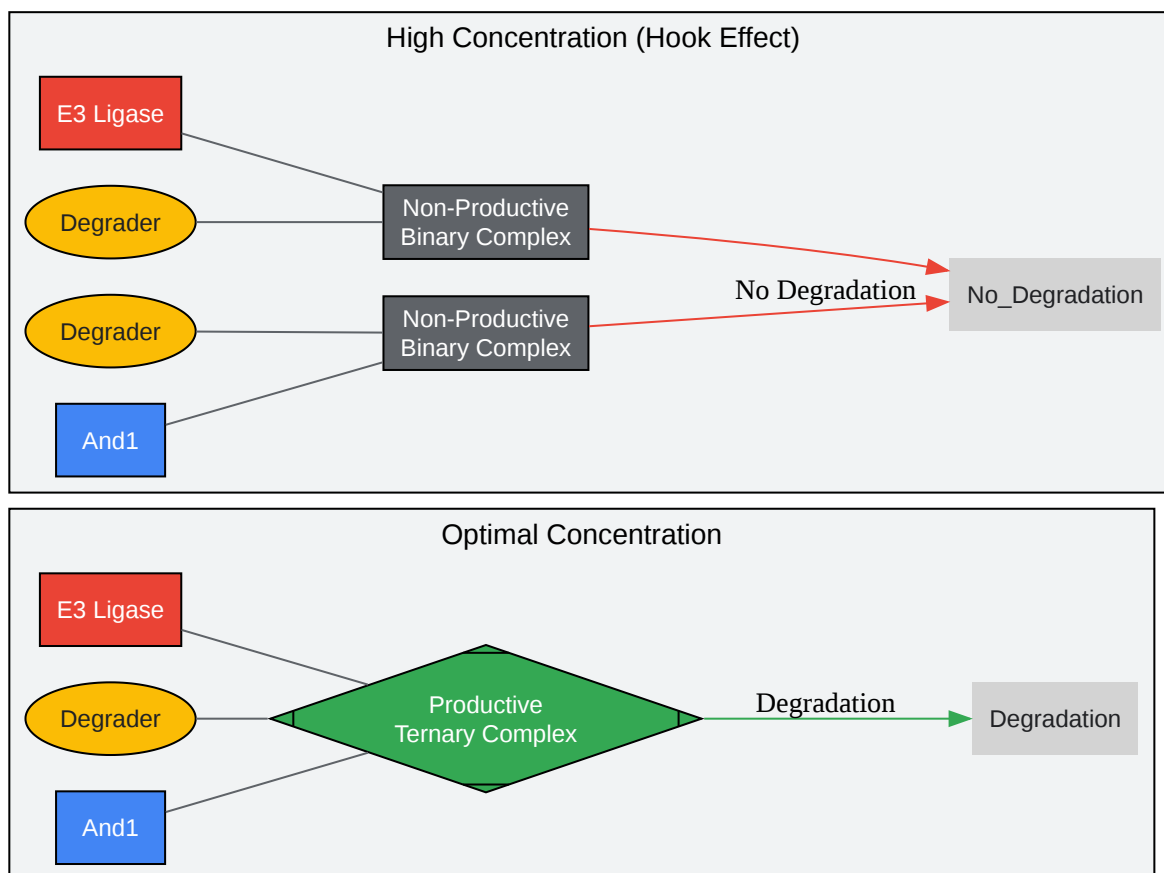 High Concentration (Hook Effect)
E3 Ligase
Degrader
Non-Productive
Binary Complex
Degrader
Non-Productive
Binary Complex
And1
No Degradation
No_Degradation
Optimal Concentration
E3 Ligase
Degrader
And1
Productive
Ternary Complex
Degradation
Degradation